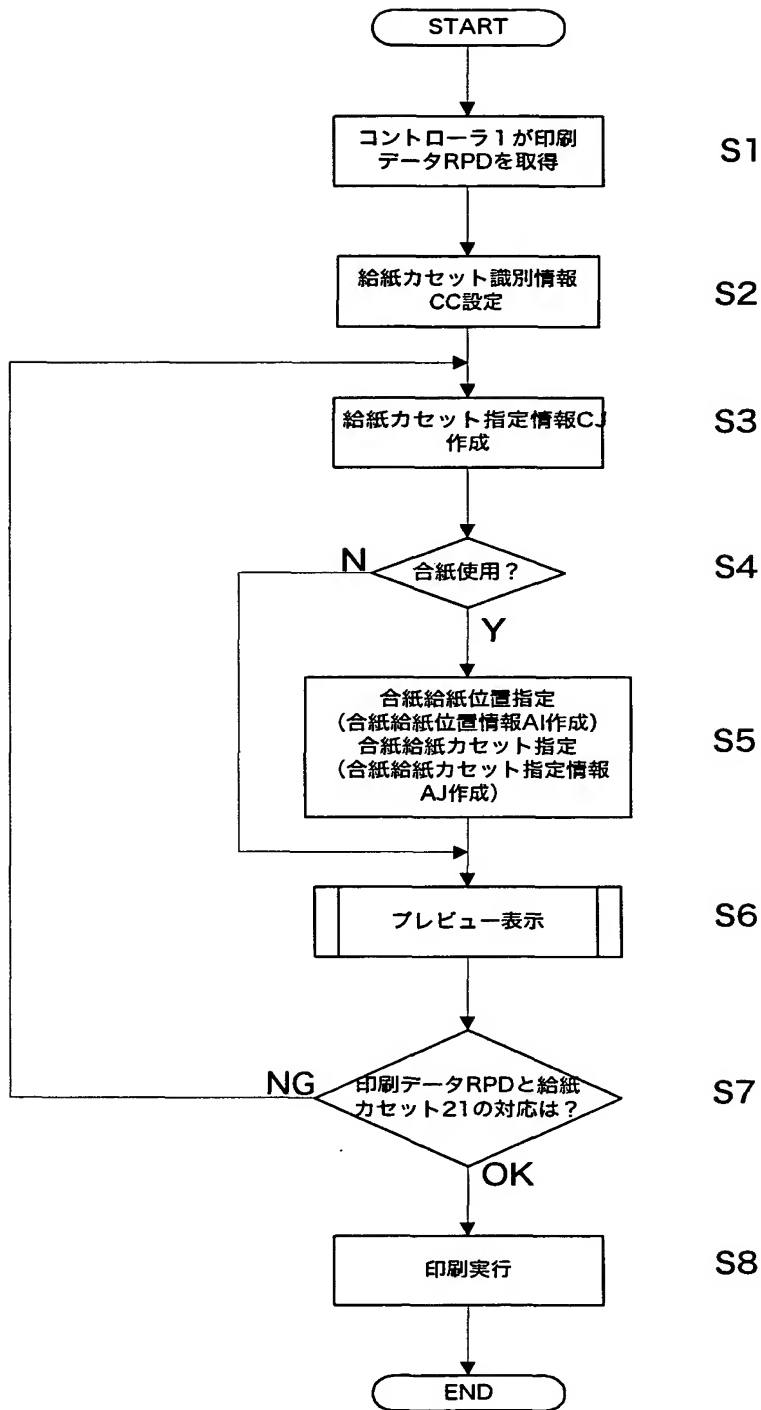 START
コントローラ1が印刷
データRPDを取得
S1
給紙カセット識別情報
CC設定
S2
給紙カセット指定情報CJ
作成
S3
N
合紙使用?
S4
Y
合紙給紙位置指定
(合紙給紙位置情報AI作成)
合紙給紙カセット指定
(合紙給紙カセット指定情報
AJ作成)
S5
プレビュー表示
S6
NG
印刷データRPDと給紙
カセット21の対応は?
S7
OK
印刷実行
S8
END